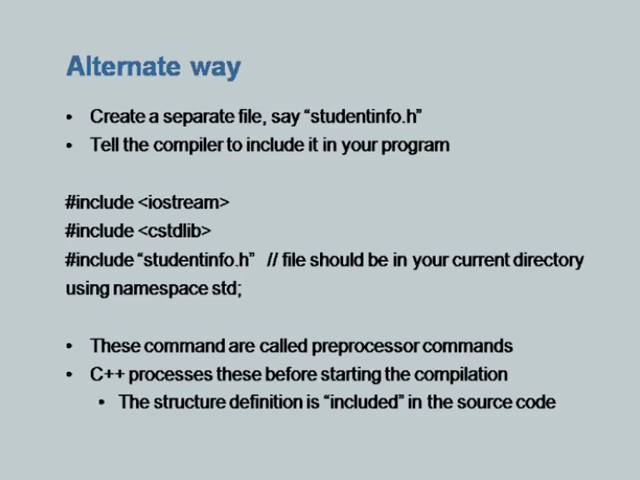 Alternate way
• Create a separate file, say “studentinfo.h”
• Tell the compiler to include it in your program
#include <iostream>
#include <cstdlib>
#include “studentinfo.h” // file should be in your current directory
using namespace std;
• These command are called preprocessor commands
• C++ processes these before starting the compilation
• The structure definition is “included” in the source code